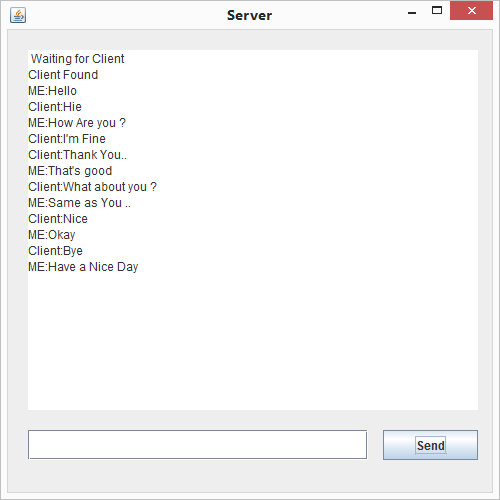 Server
Waiting for Client
Client Found
ME:Hello
Client:Hie
ME:How Are you ?
Client:I'm Fine
Client:Thank You..
ME:That's good
Client:What about you ?
ME:Same as You ..
Client:Nice
ME:Okay
Client:Bye
ME:Have a Nice Day
Send